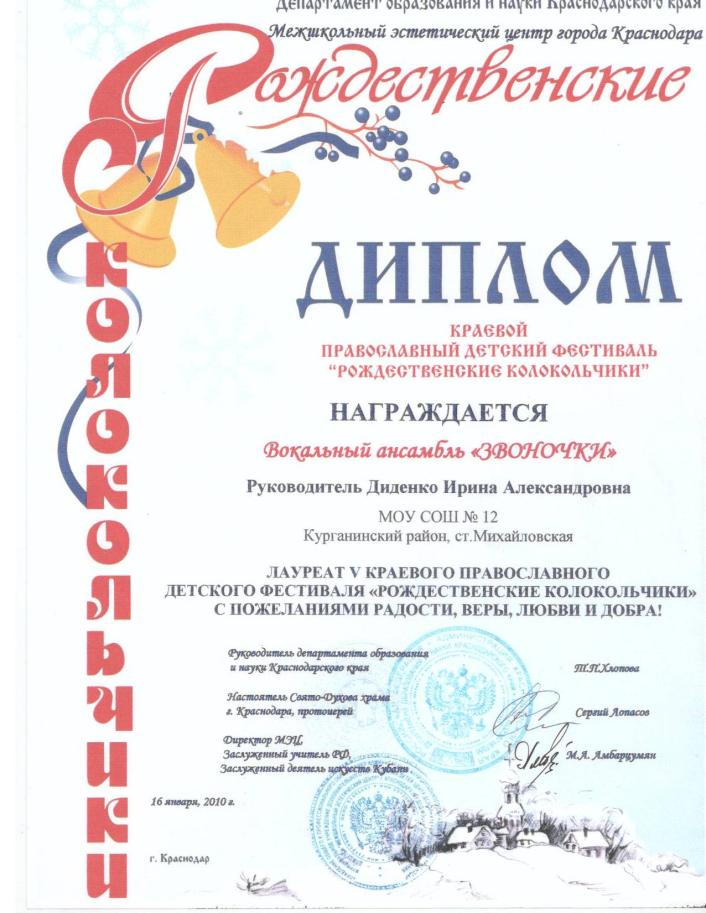 Департамент образования и науки Краснодарского края
Межшкольный эстетический центр города Краснодара
Рождественские
КОЛОКОЛЬЧИКИ
ДИПЛОМ
КРАЕВОЙ
ПРАВОСЛАВНЫЙ ДЕТСКИЙ ФЕСТИВАЛЬ
“РОЖДЕСТВЕНСКИЕ КОЛОКОЛЬЧИКИ”
НАГРАЖДАЕТСЯ
Вокальный ансамбль «ЗВОНОЧКИ»
Руководитель Диденко Ирина Александровна
МОУ СОШ № 12
Курганинский район, ст.Михайловская
ЛАУРЕАТ V КРАЕВОГО ПРАВОСЛАВНОГО
ДЕТСКОГО ФЕСТИВАЛЯ «РОЖДЕСТВЕНСКИЕ КОЛОКОЛЬЧИКИ»
С ПОЖЕЛАНИЯМИ РАДОСТИ, ВЕРЫ, ЛЮБВИ И ДОБРА!
Руководитель департамента образования
и науки Краснодарского края Т.П.Хлопова
Настоятель Свято-Духова храма
г. Краснодара, протоиерей Сергий Лопасов
Директор МЭЦ,
Заслуженный учитель РФ, М.А. Амбарцумян
Заслуженный деятель искусств Кубани
16 января, 2010 г.
г. Краснодар